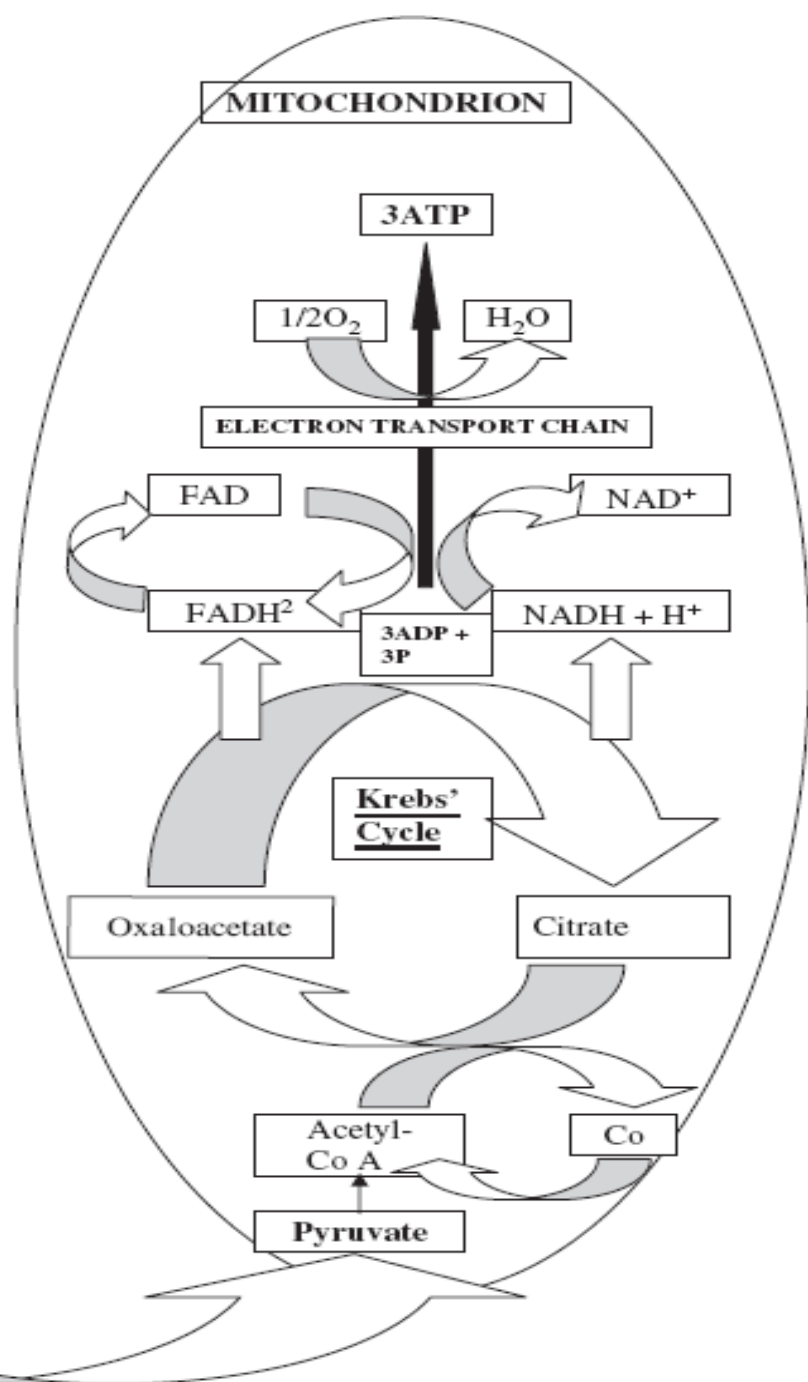 MITOCHONDRION
3ATP
1/2O₂
H₂O
ELECTRON TRANSPORT CHAIN
FAD
NAD⁺
FADH²
3ADP +
3P
NADH + H⁺
Krebs’
Cycle
Oxaloacetate
Citrate
Acetyl-
Co A
Co
Pyruvate